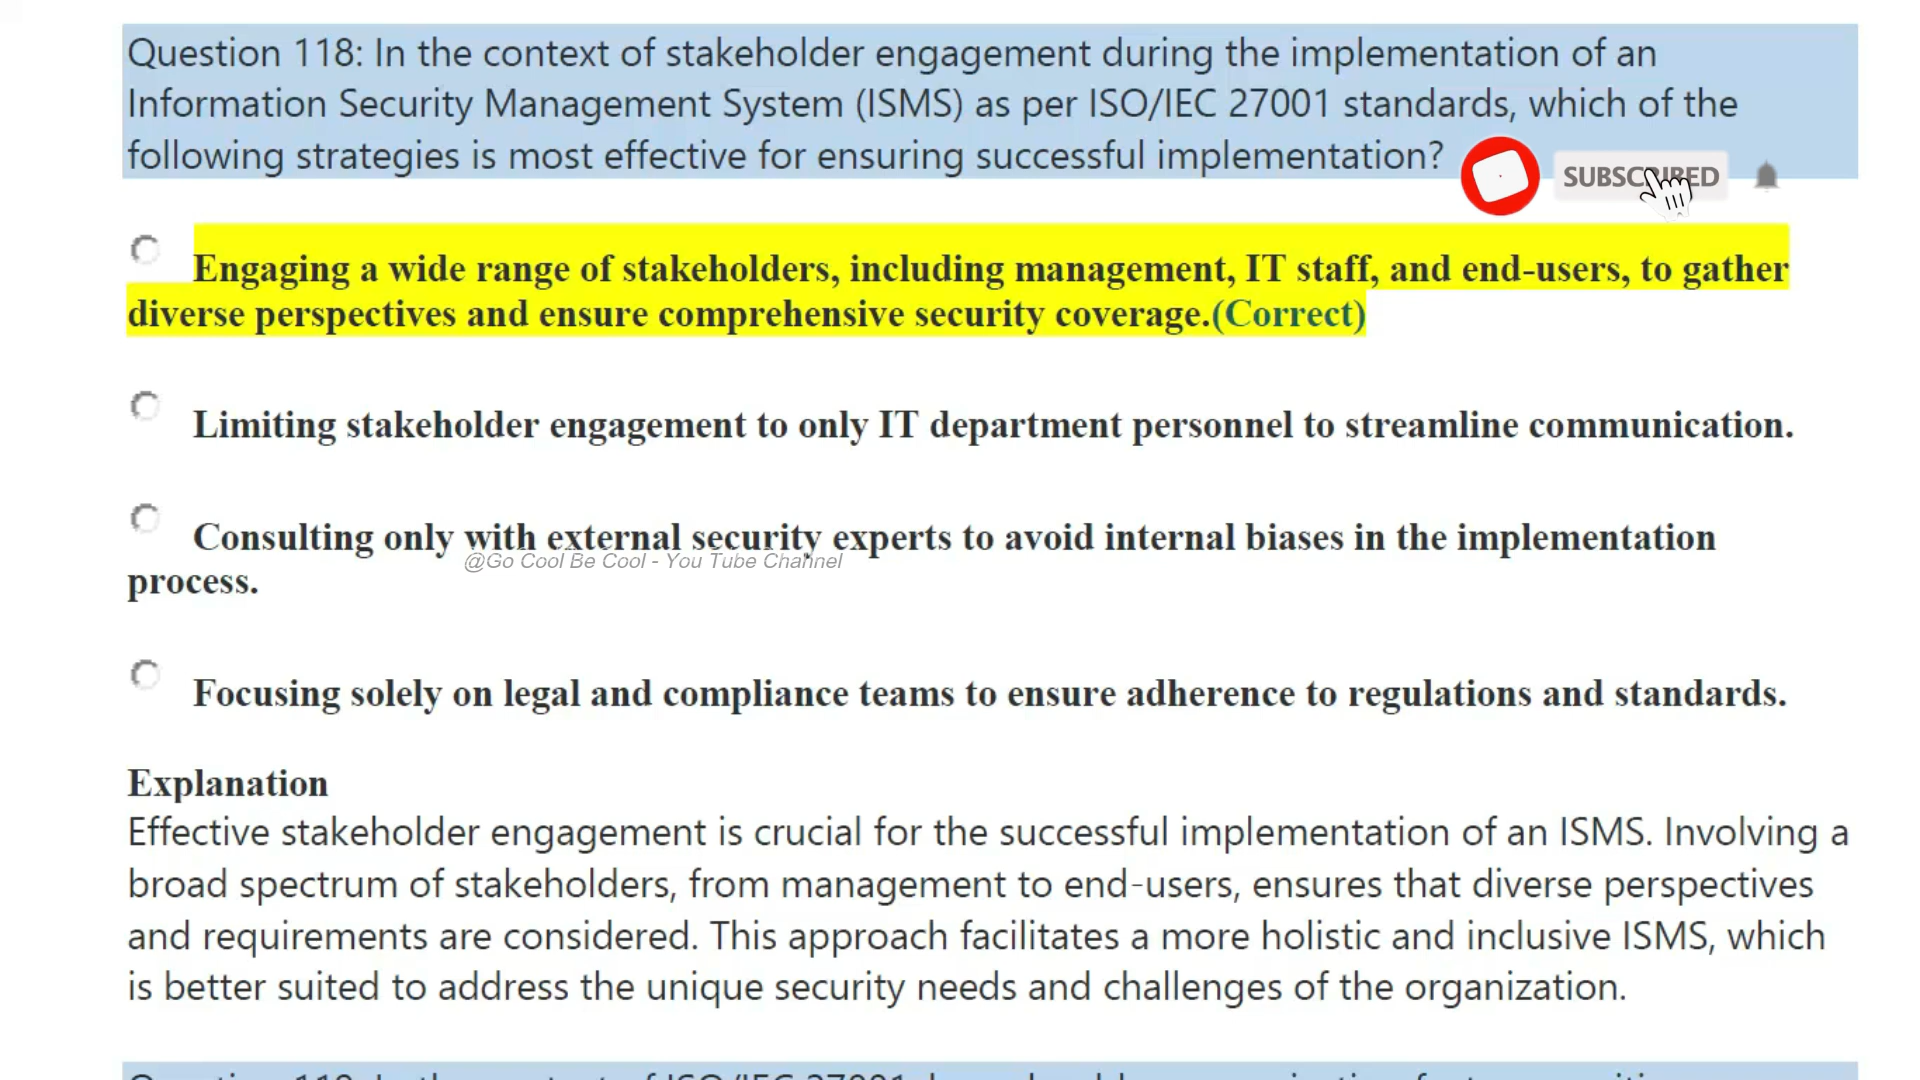 Question 118: In the context of stakeholder engagement during the implementation of an
Information Security Management System (ISMS) as per ISO/IEC 27001 standards, which of the
following strategies is most effective for ensuring successful implementation?
SUBSCRIBED
Engaging a wide range of stakeholders, including management, IT staff, and end-users, to gather
diverse perspectives and ensure comprehensive security coverage.(Correct)
Limiting stakeholder engagement to only IT department personnel to streamline communication.
Consulting only with external security experts to avoid internal biases in the implementation
@Go Cool Be Cool - You Tube Channel
process.
Focusing solely on legal and compliance teams to ensure adherence to regulations and standards.
Explanation
Effective stakeholder engagement is crucial for the successful implementation of an ISMS. Involving a
broad spectrum of stakeholders, from management to end-users, ensures that diverse perspectives
and requirements are considered. This approach facilitates a more holistic and inclusive ISMS, which
is better suited to address the unique security needs and challenges of the organization.